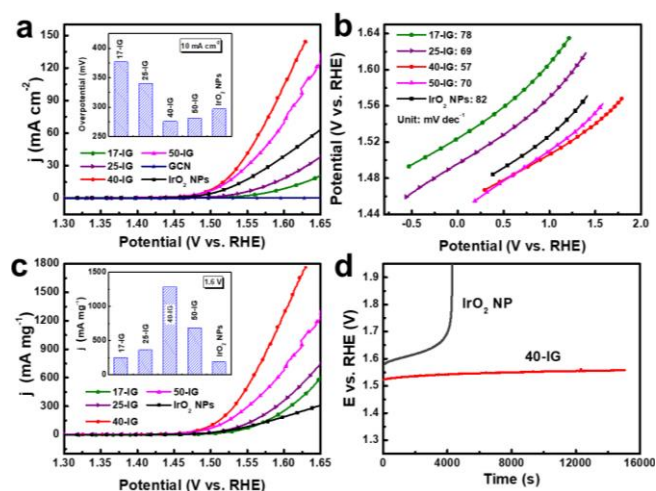 a
j (mA cm⁻²)
150
120
90
60
30
0
Overpotential (mV)
400
350
300
250
10 mA cm⁻²
17-IG
25-IG
40-IG
50-IG
IrO₂ NPs
17-IG
25-IG
40-IG
50-IG
GCN
IrO₂ NPs
1.30 1.35 1.40 1.45 1.50 1.55 1.60 1.65
Potential (V vs. RHE)
b
Potential (V vs. RHE)
1.64
1.60
1.56
1.52
1.48
1.44
17-IG: 78
25-IG: 69
40-IG: 57
50-IG: 70
IrO₂ NPs: 82
Unit: mV dec⁻¹
-0.5 0.0 0.5 1.0 1.5 2.0
Potential (V vs. RHE)
c
j (mA mg⁻¹)
1800
1500
1200
900
600
300
0
j (mA mg⁻¹)
1500
1000
500
0
1.6 V
17-IG
25-IG
40-IG
50-IG
IrO₂ NPs
17-IG
25-IG
40-IG
50-IG
IrO₂ NPs
1.30 1.35 1.40 1.45 1.50 1.55 1.60 1.65
Potential (V vs. RHE)
d
E vs. RHE (V)
1.9
1.8
1.7
1.6
1.5
1.4
1.3
IrO₂ NP
40-IG
0 4000 8000 12000 16000
Time (s)